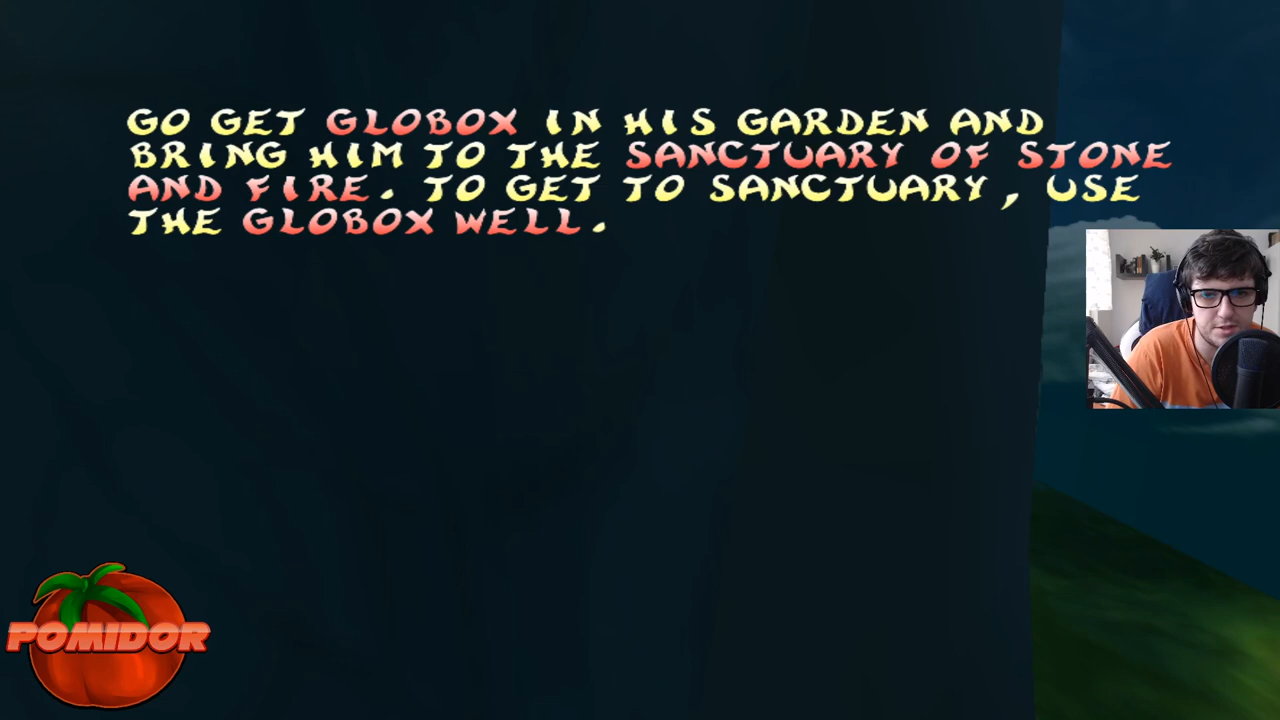 GO GET GLOBOX IN HIS GARDEN AND
BRING HIM TO THE SANCTUARY OF STONE
AND FIRE. TO GET TO SANCTUARY, USE
THE GLOBOX WELL.
POMIDOR